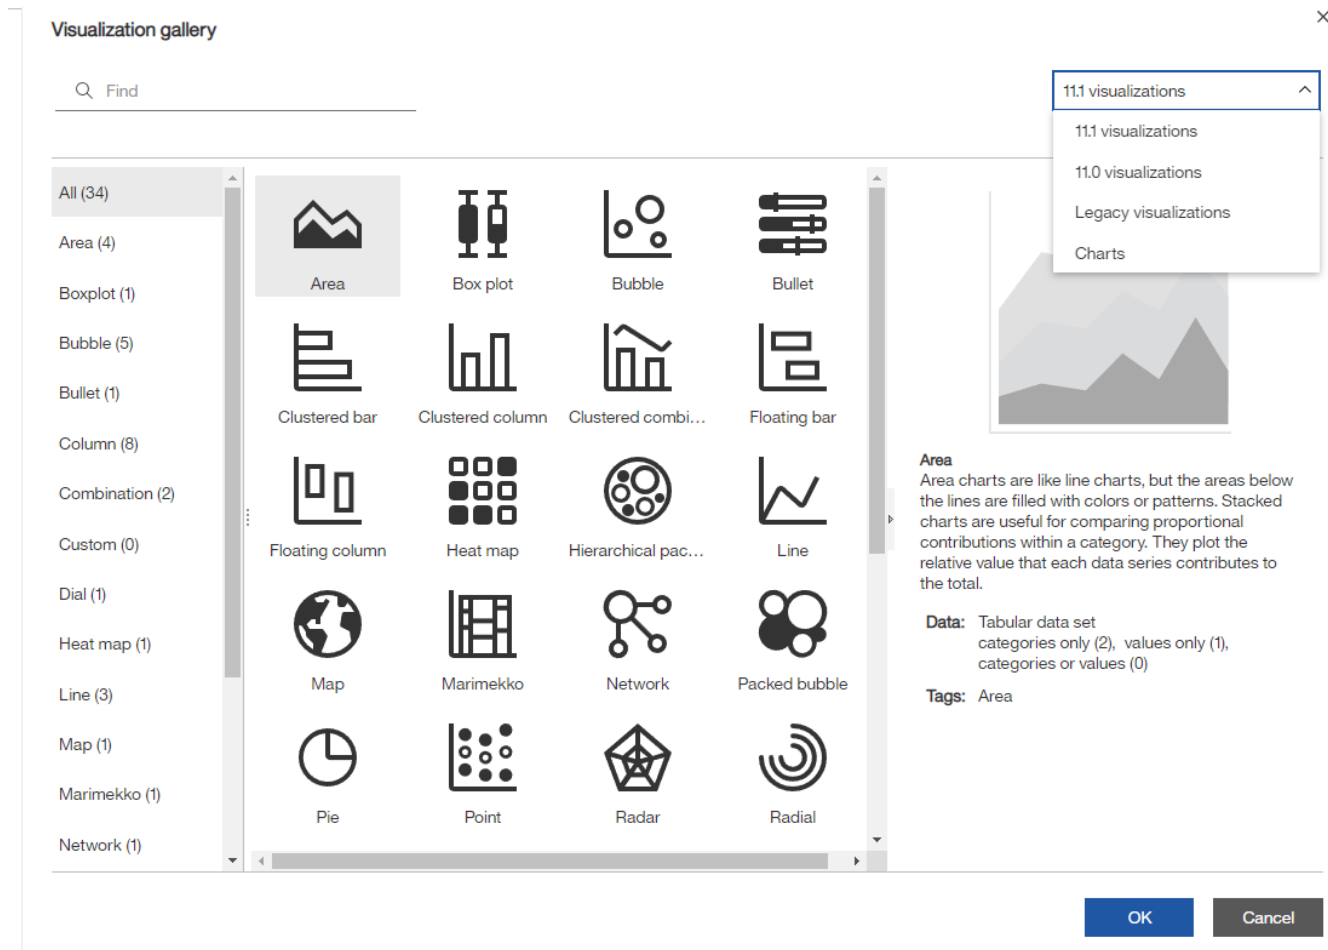 Visualization gallery
Find
11.1 visualizations
11.1 visualizations
11.0 visualizations
Legacy visualizations
Charts
All (34)
Area (4)
Boxplot (1)
Bubble (5)
Bullet (1)
Column (8)
Combination (2)
Custom (0)
Dial (1)
Heat map (1)
Line (3)
Map (1)
Marimekko (1)
Network (1)
Area
Box plot
Bubble
Bullet
Clustered bar
Clustered column
Clustered combi...
Floating bar
Floating column
Heat map
Hierarchical pac...
Line
Map
Marimekko
Network
Packed bubble
Pie
Point
Radar
Radial
Area
Area charts are like line charts, but the areas below
the lines are filled with colors or patterns. Stacked
charts are useful for comparing proportional
contributions within a category. They plot the
relative value that each data series contributes to
the total.
Data: Tabular data set
categories only (2), values only (1),
categories or values (0)
Tags: Area
OK
Cancel